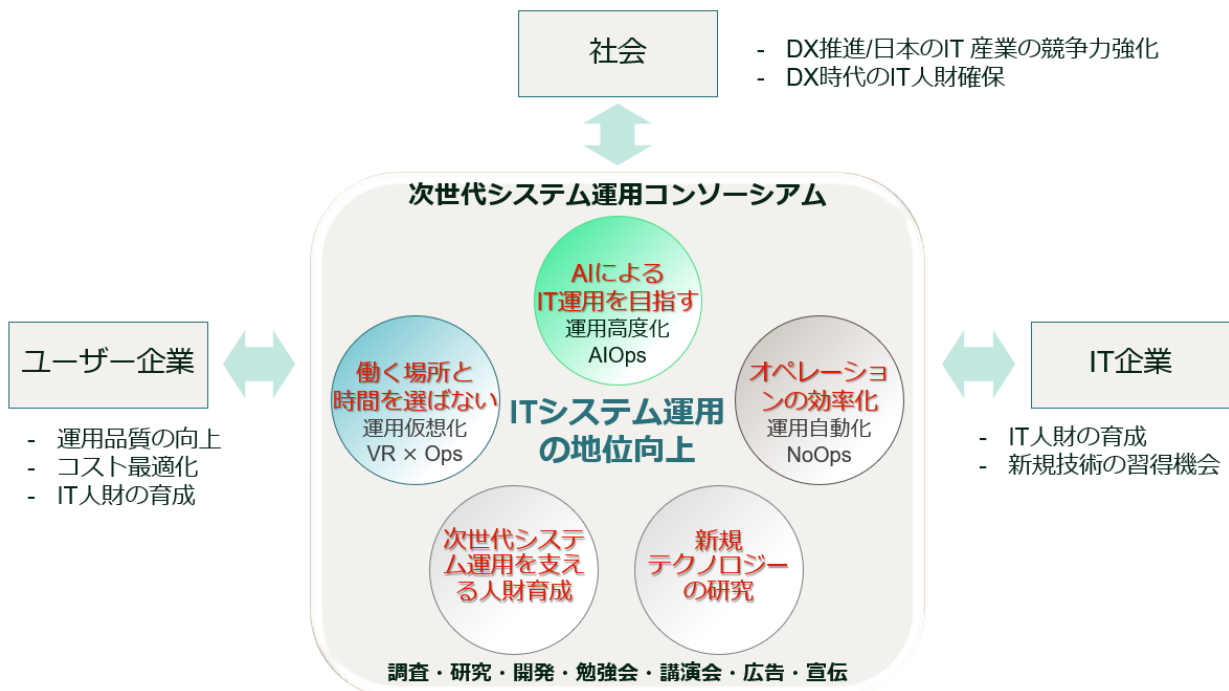 社会
- DX推進/日本のIT 産業の競争力強化
- DX時代のIT人財確保
次世代システム運用コンソーシアム
AIによる
IT運用を目指す
運用高度化
AIOps
ユーザー企業
- 運用品質の向上
- コスト最適化
- IT人財の育成
働く場所と
時間を選ばない
運用仮想化
VR × Ops
ITシステム運用
の地位向上
オペレーショ
ンの効率化
運用自動化
NoOps
IT企業
- IT人財の育成
- 新規技術の習得機会
次世代システ
ム運用を支え
る人財育成
新規
テクノロジー
の研究
調査・研究・開発・勉強会・講演会・広告・宣伝